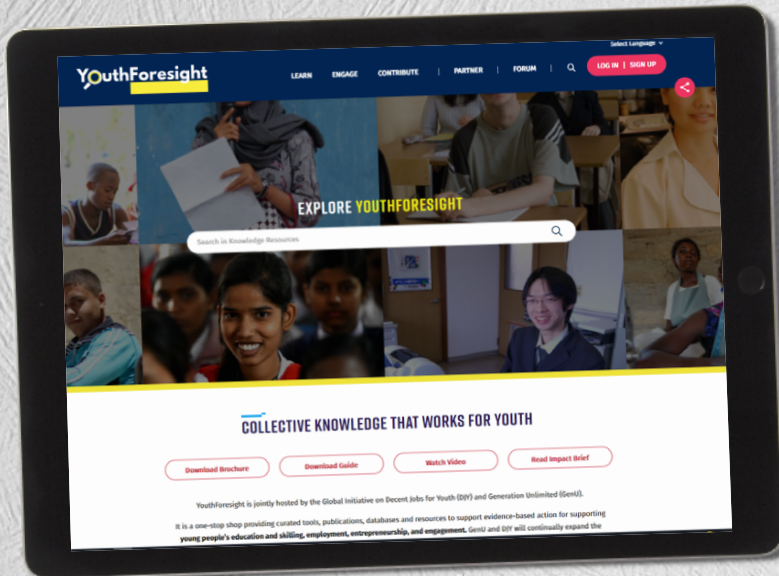 Select Language
YouthForesight
LEARN ENGAGE CONTRIBUTE | PARTNER | FORUM |
LOG IN | SIGN UP
EXPLORE YOUTHFORESIGHT
Search in Knowledge Resources
COLLECTIVE KNOWLEDGE THAT WORKS FOR YOUTH
Download Brochure Download Guide Watch Video Read Impact Brief
YouthForesight is jointly hosted by the Global Initiative on Decent Jobs for Youth (DJY) and Generation Unlimited (GenU).
It is a one-stop shop providing curated tools, publications, databases and resources to support evidence-based action for supporting
young people's education and skilling, employment, entrepreneurship, and engagement. GenU and DJY will continually expand the